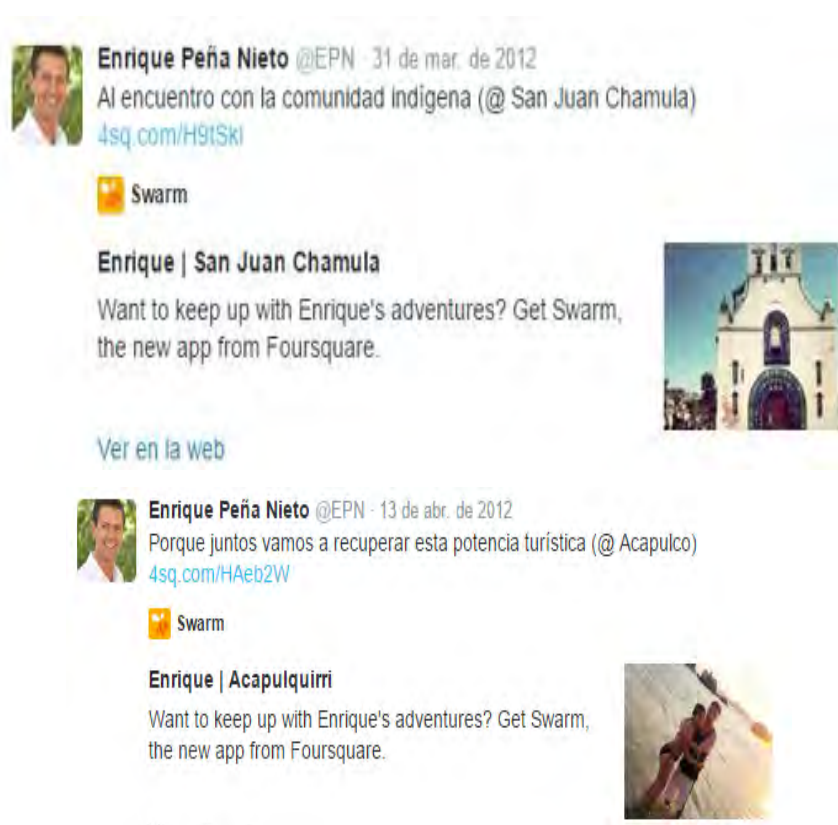 Enrique Peña Nieto @EPN · 31 de mar. de 2012
Al encuentro con la comunidad indígena (@ San Juan Chamula)
4sq.com/H9tSkI
Swarm
Enrique | San Juan Chamula
Want to keep up with Enrique's adventures? Get Swarm,
the new app from Foursquare.
Ver en la web
Enrique Peña Nieto @EPN · 13 de abr. de 2012
Porque juntos vamos a recuperar esta potencia turística (@ Acapulco)
4sq.com/HAeb2W
Swarm
Enrique | Acapulquirri
Want to keep up with Enrique's adventures? Get Swarm,
the new app from Foursquare.